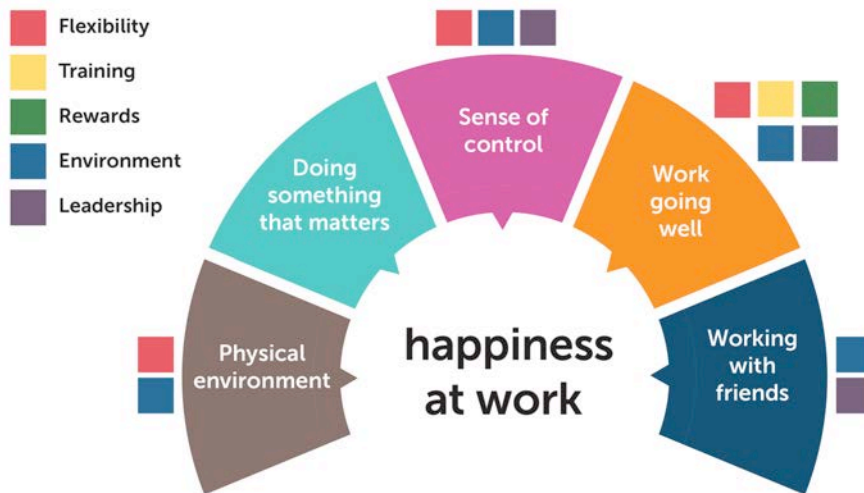 Flexibility
Training
Rewards
Environment
Leadership
Physical
environment
Doing
something
that matters
Sense of
control
Work
going
well
Working
with
friends
happiness
at work